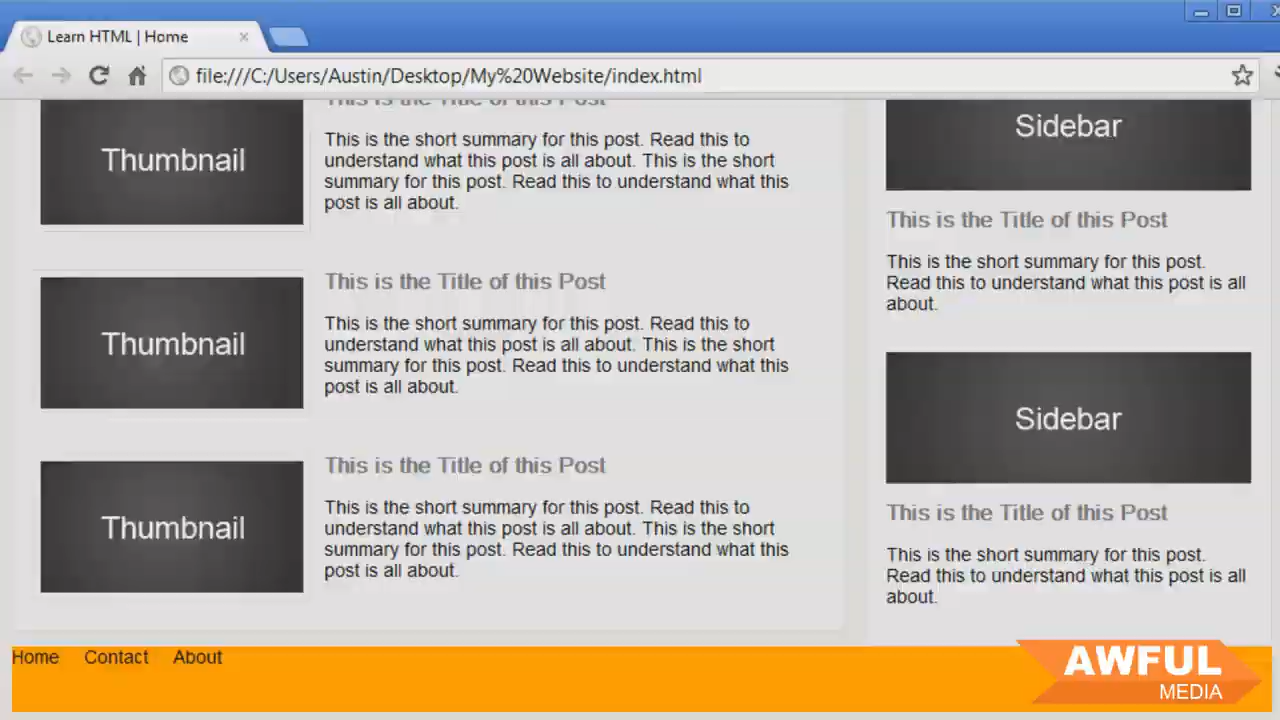 Learn HTML | Home
file:///C:/Users/Austin/Desktop/My%20Website/index.html
This is the Title of this Post
Thumbnail
This is the short summary for this post. Read this to
understand what this post is all about. This is the short
summary for this post. Read this to understand what this
post is all about.
Thumbnail
This is the Title of this Post
This is the short summary for this post. Read this to
understand what this post is all about. This is the short
summary for this post. Read this to understand what this
post is all about.
Thumbnail
This is the Title of this Post
This is the short summary for this post. Read this to
understand what this post is all about. This is the short
summary for this post. Read this to understand what this
post is all about.
Sidebar
This is the Title of this Post
This is the short summary for this post.
Read this to understand what this post is all
about.
Sidebar
This is the Title of this Post
This is the short summary for this post.
Read this to understand what this post is all
about.
Home Contact About
AWFUL
MEDIA